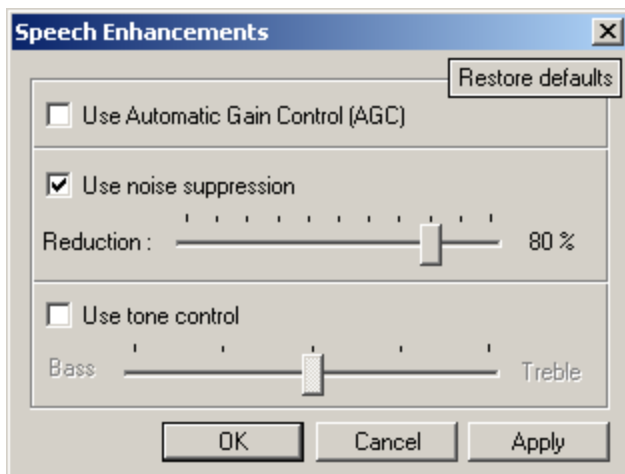 Speech Enhancements
Restore defaults
Use Automatic Gain Control (AGC)
Use noise suppression
Reduction : 80 %
Use tone control
Bass Treble
OK Cancel Apply